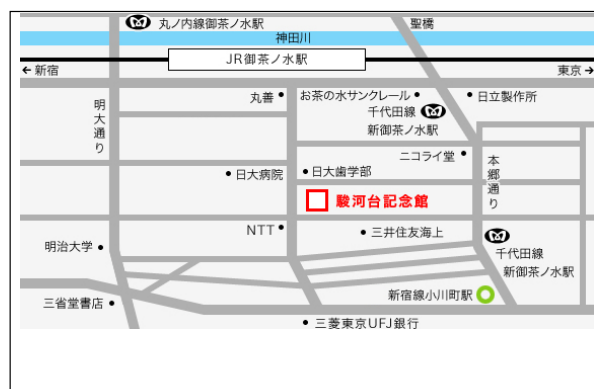 丸ノ内線御茶ノ水駅
聖橋
神田川
JR御茶ノ水駅
←新宿
東京→
明大通り
丸善
お茶の水サンクレール
日立製作所
千代田線
新御茶ノ水駅
ニコライ堂
本郷通り
日大病院
日大歯学部
駿河台記念館
NTT
三井住友海上
明治大学
千代田線
新御茶ノ水駅
新宿線小川町駅
三省堂書店
三菱東京UFJ銀行